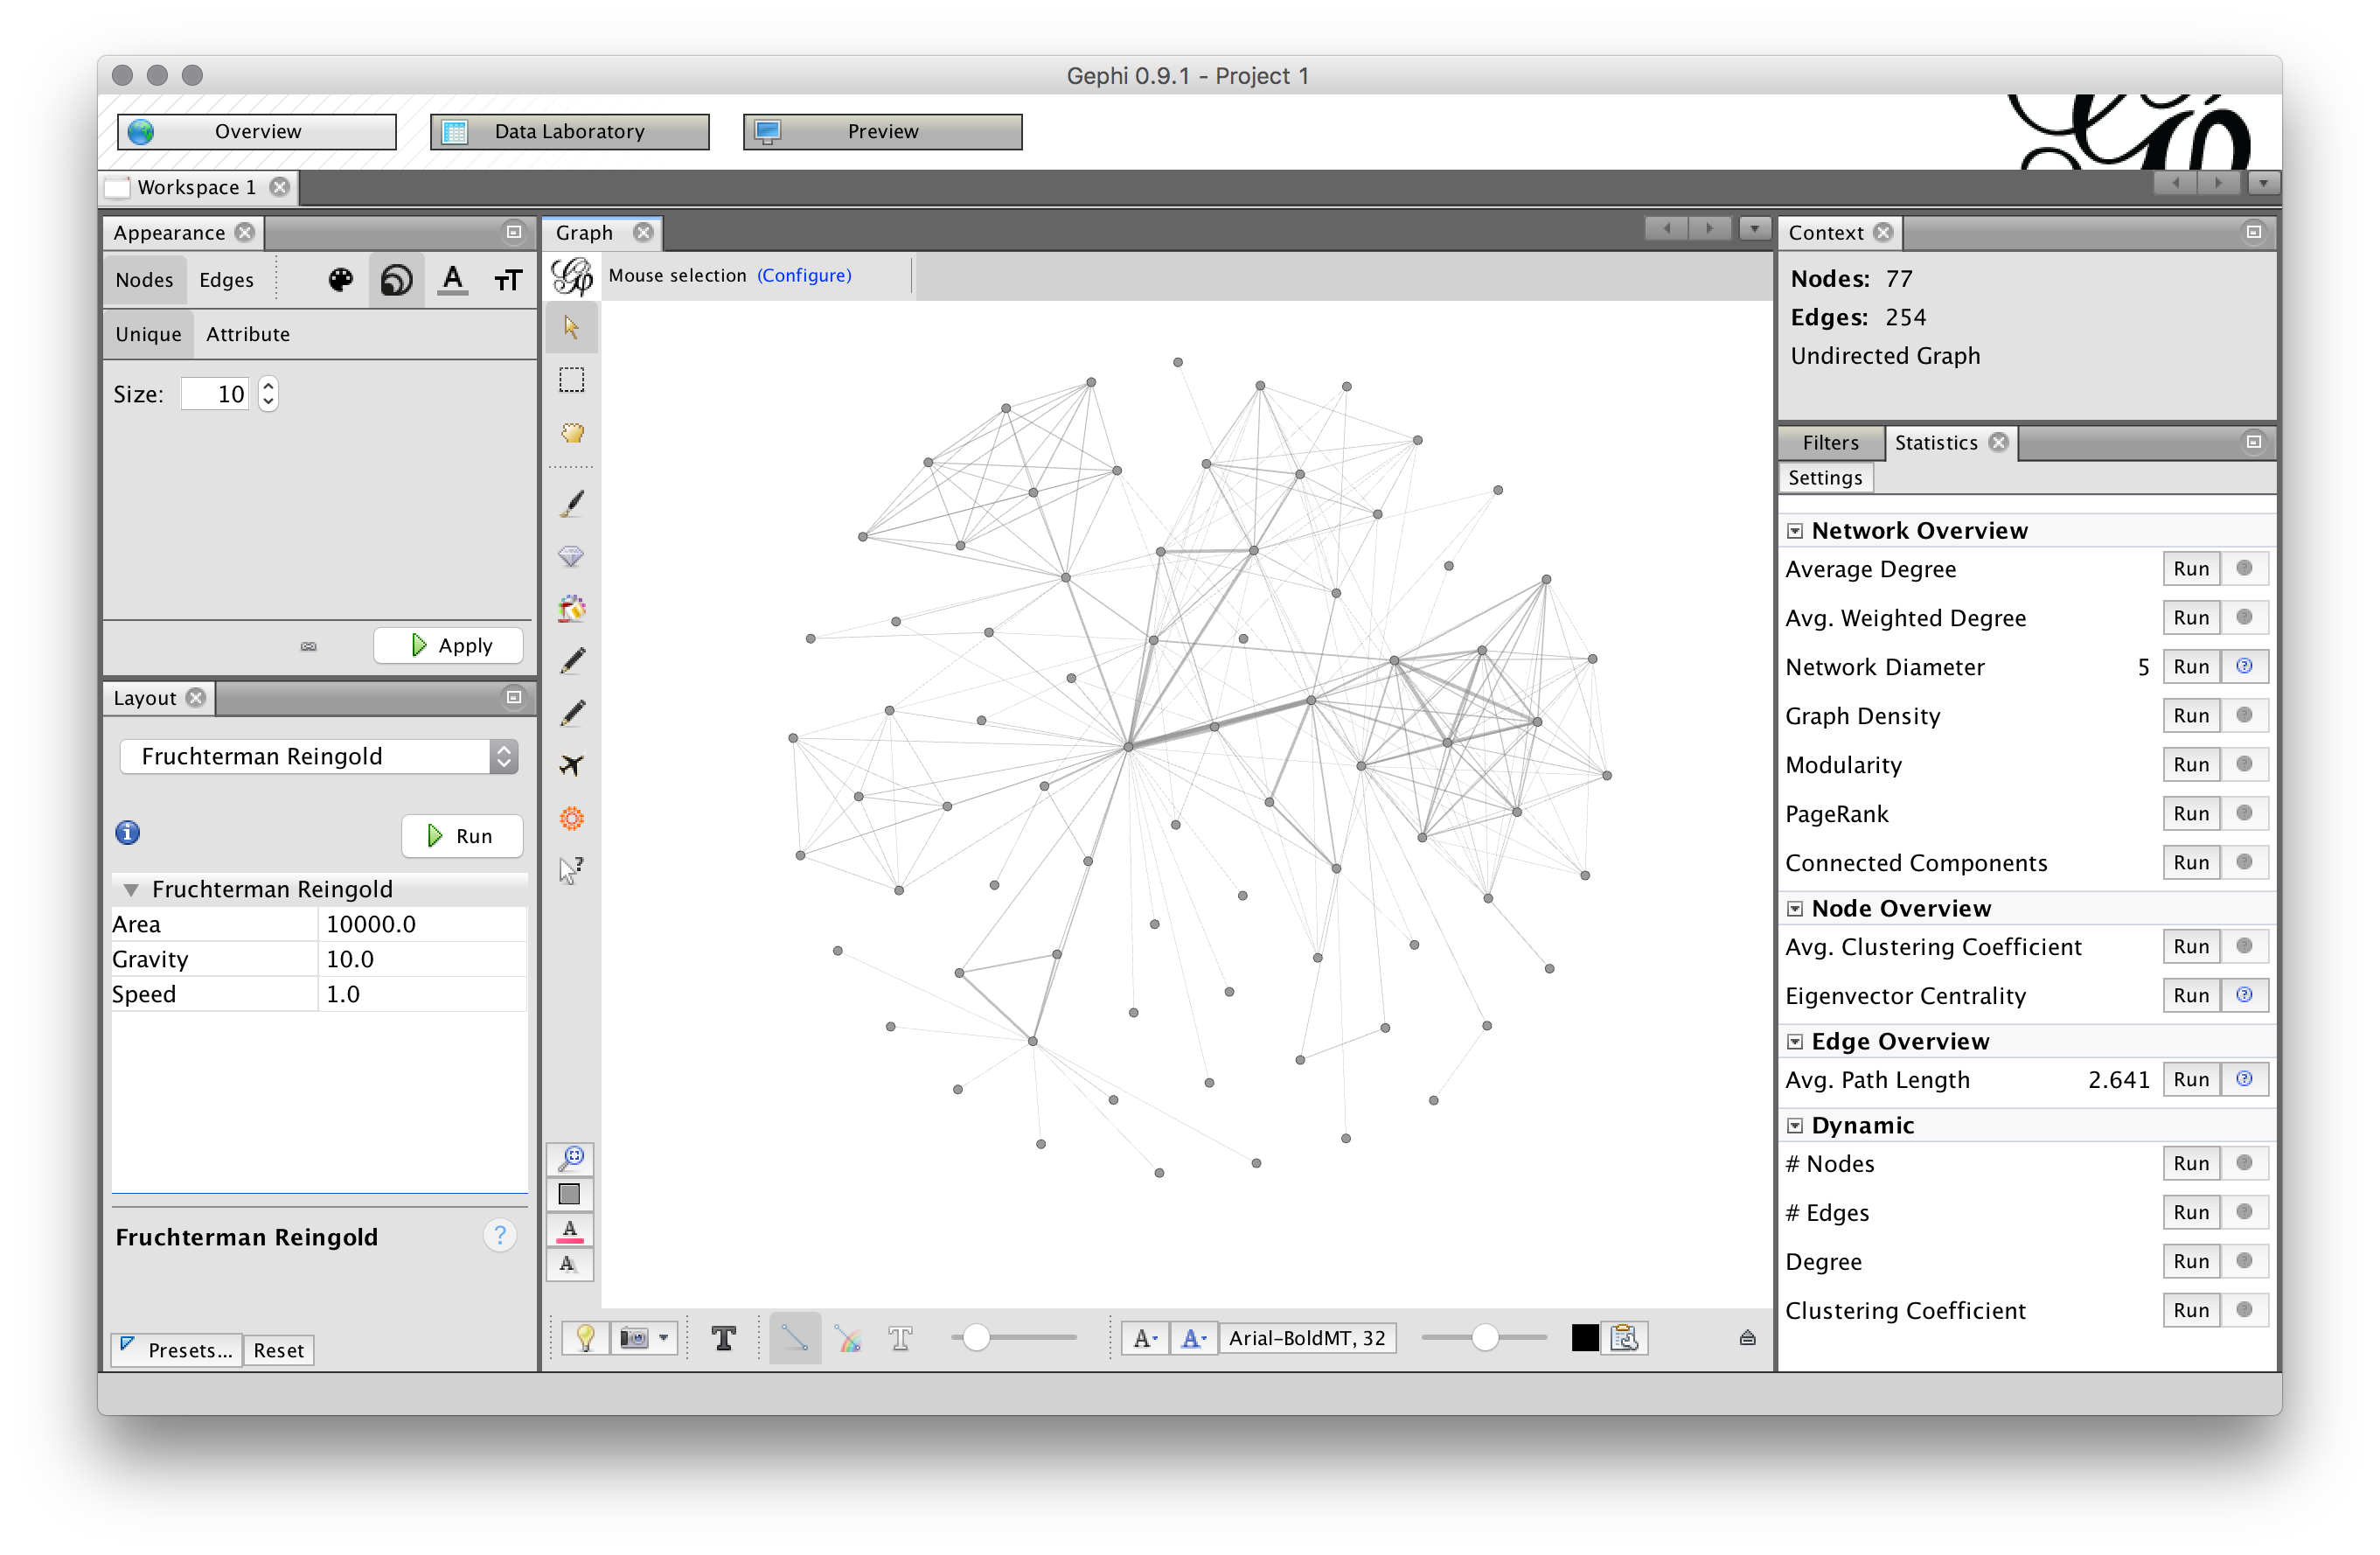 Gephi 0.9.1 - Project 1
Overview
Data Laboratory
Preview
Workspace 1
Appearance
Nodes
Edges
A
TT
Unique
Attribute
Size: 10
Apply
Layout
Fruchterman Reingold
Run
Fruchterman Reingold
Area 10000.0
Gravity 10.0
Speed 1.0
Fruchterman Reingold
?
Presets...
Reset
Graph
Mouse selection (Configure)
?
A
A
T
T
A
A
Arial-BoldMT, 32
Context
Nodes: 77
Edges: 254
Undirected Graph
Filters
Statistics
Settings
Network Overview
Average Degree Run ?
Avg. Weighted Degree Run ?
Network Diameter 5 Run ?
Graph Density Run ?
Modularity Run ?
PageRank Run ?
Connected Components Run ?
Node Overview
Avg. Clustering Coefficient Run ?
Eigenvector Centrality Run ?
Edge Overview
Avg. Path Length 2.641 Run ?
Dynamic
# Nodes Run ?
# Edges Run ?
Degree Run ?
Clustering Coefficient Run ?